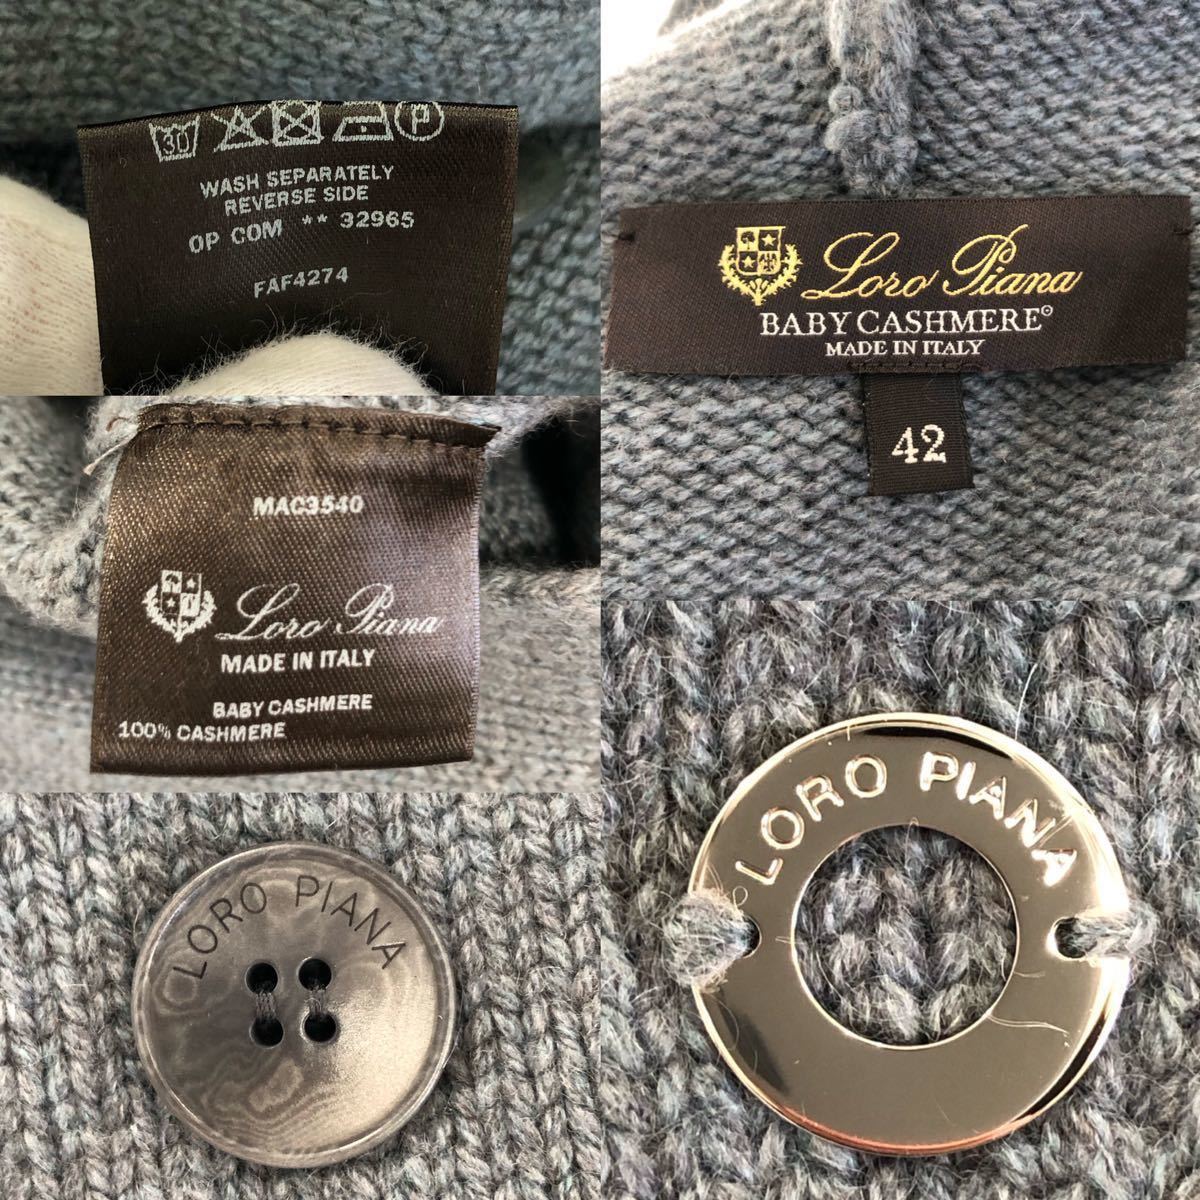 30
P
WASH SEPARATELY
REVERSE SIDE
OP COM ** 32965
FAF4274
Loro Piana
BABY CASHMERE©
MADE IN ITALY
42
MAC3540
Loro Piana
MADE IN ITALY
BABY CASHMERE
100% CASHMERE
LORO PIANA
LORO PIANA